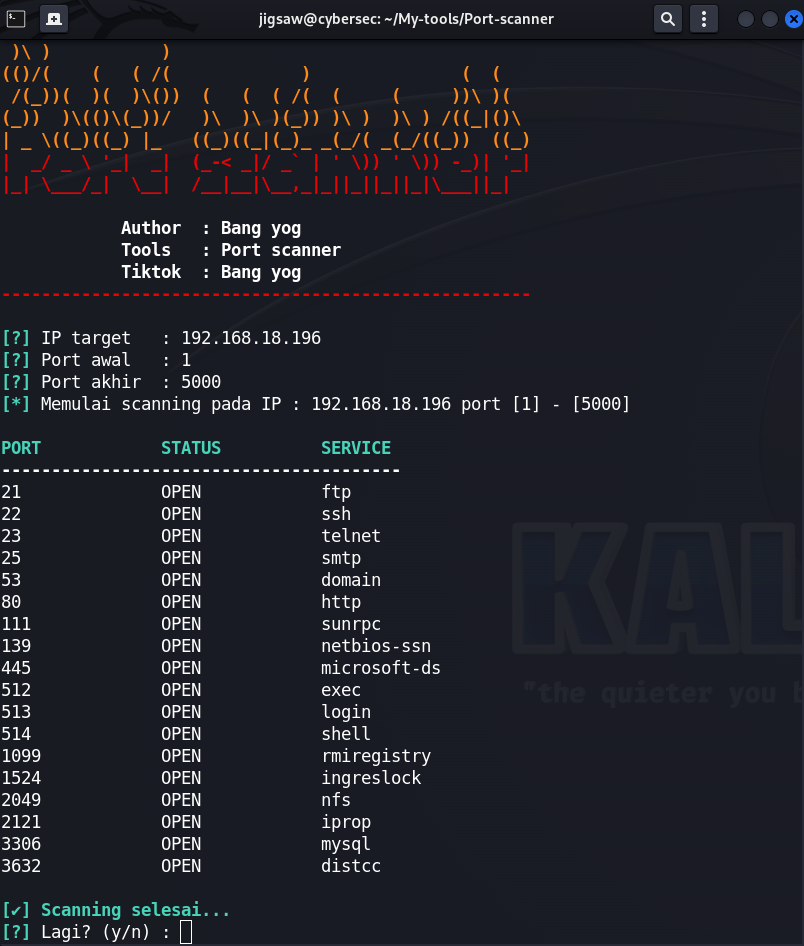 jigsaw@cybersec: ~/My-tools/Port-scanner
 )\ )           )
(()/(    (   ( /(             )               (  (
 /(_))(  )(  )\())  (   (  ( /( (     (     ))\ )(
(_))  )\(()\(_))/   )\  )\ )(_)) )\ )  )\ ) /((_|()\
| _ \((_)((_) |_   ((_)((_|(_)_ _(_/( _(_/((_))  ((_)
|  _/ _ \ '_|  _|  (_-< _|/ _` | ' \)) ' \)) -_)| '_|
|_| \___/_|  \__|  /__|__|\__,_|_||_||_||_|\___||_|
Author : Bang yog
Tools : Port scanner
Tiktok : Bang yog
-----------------------------------------------------
[?] IP target : 192.168.18.196
[?] Port awal : 1
[?] Port akhir : 5000
[*] Memulai scanning pada IP : 192.168.18.196 port [1] - [5000]
PORT STATUS SERVICE
----------------------------------------
21 OPEN ftp
22 OPEN ssh
23 OPEN telnet
25 OPEN smtp
53 OPEN domain
80 OPEN http
111 OPEN sunrpc
139 OPEN netbios-ssn
445 OPEN microsoft-ds
512 OPEN exec
513 OPEN login
514 OPEN shell
1099 OPEN rmiregistry
1524 OPEN ingreslock
2049 OPEN nfs
2121 OPEN iprop
3306 OPEN mysql
3632 OPEN distcc
[✔] Scanning selesai...
[?] Lagi? (y/n) :
KAL
"the quieter you